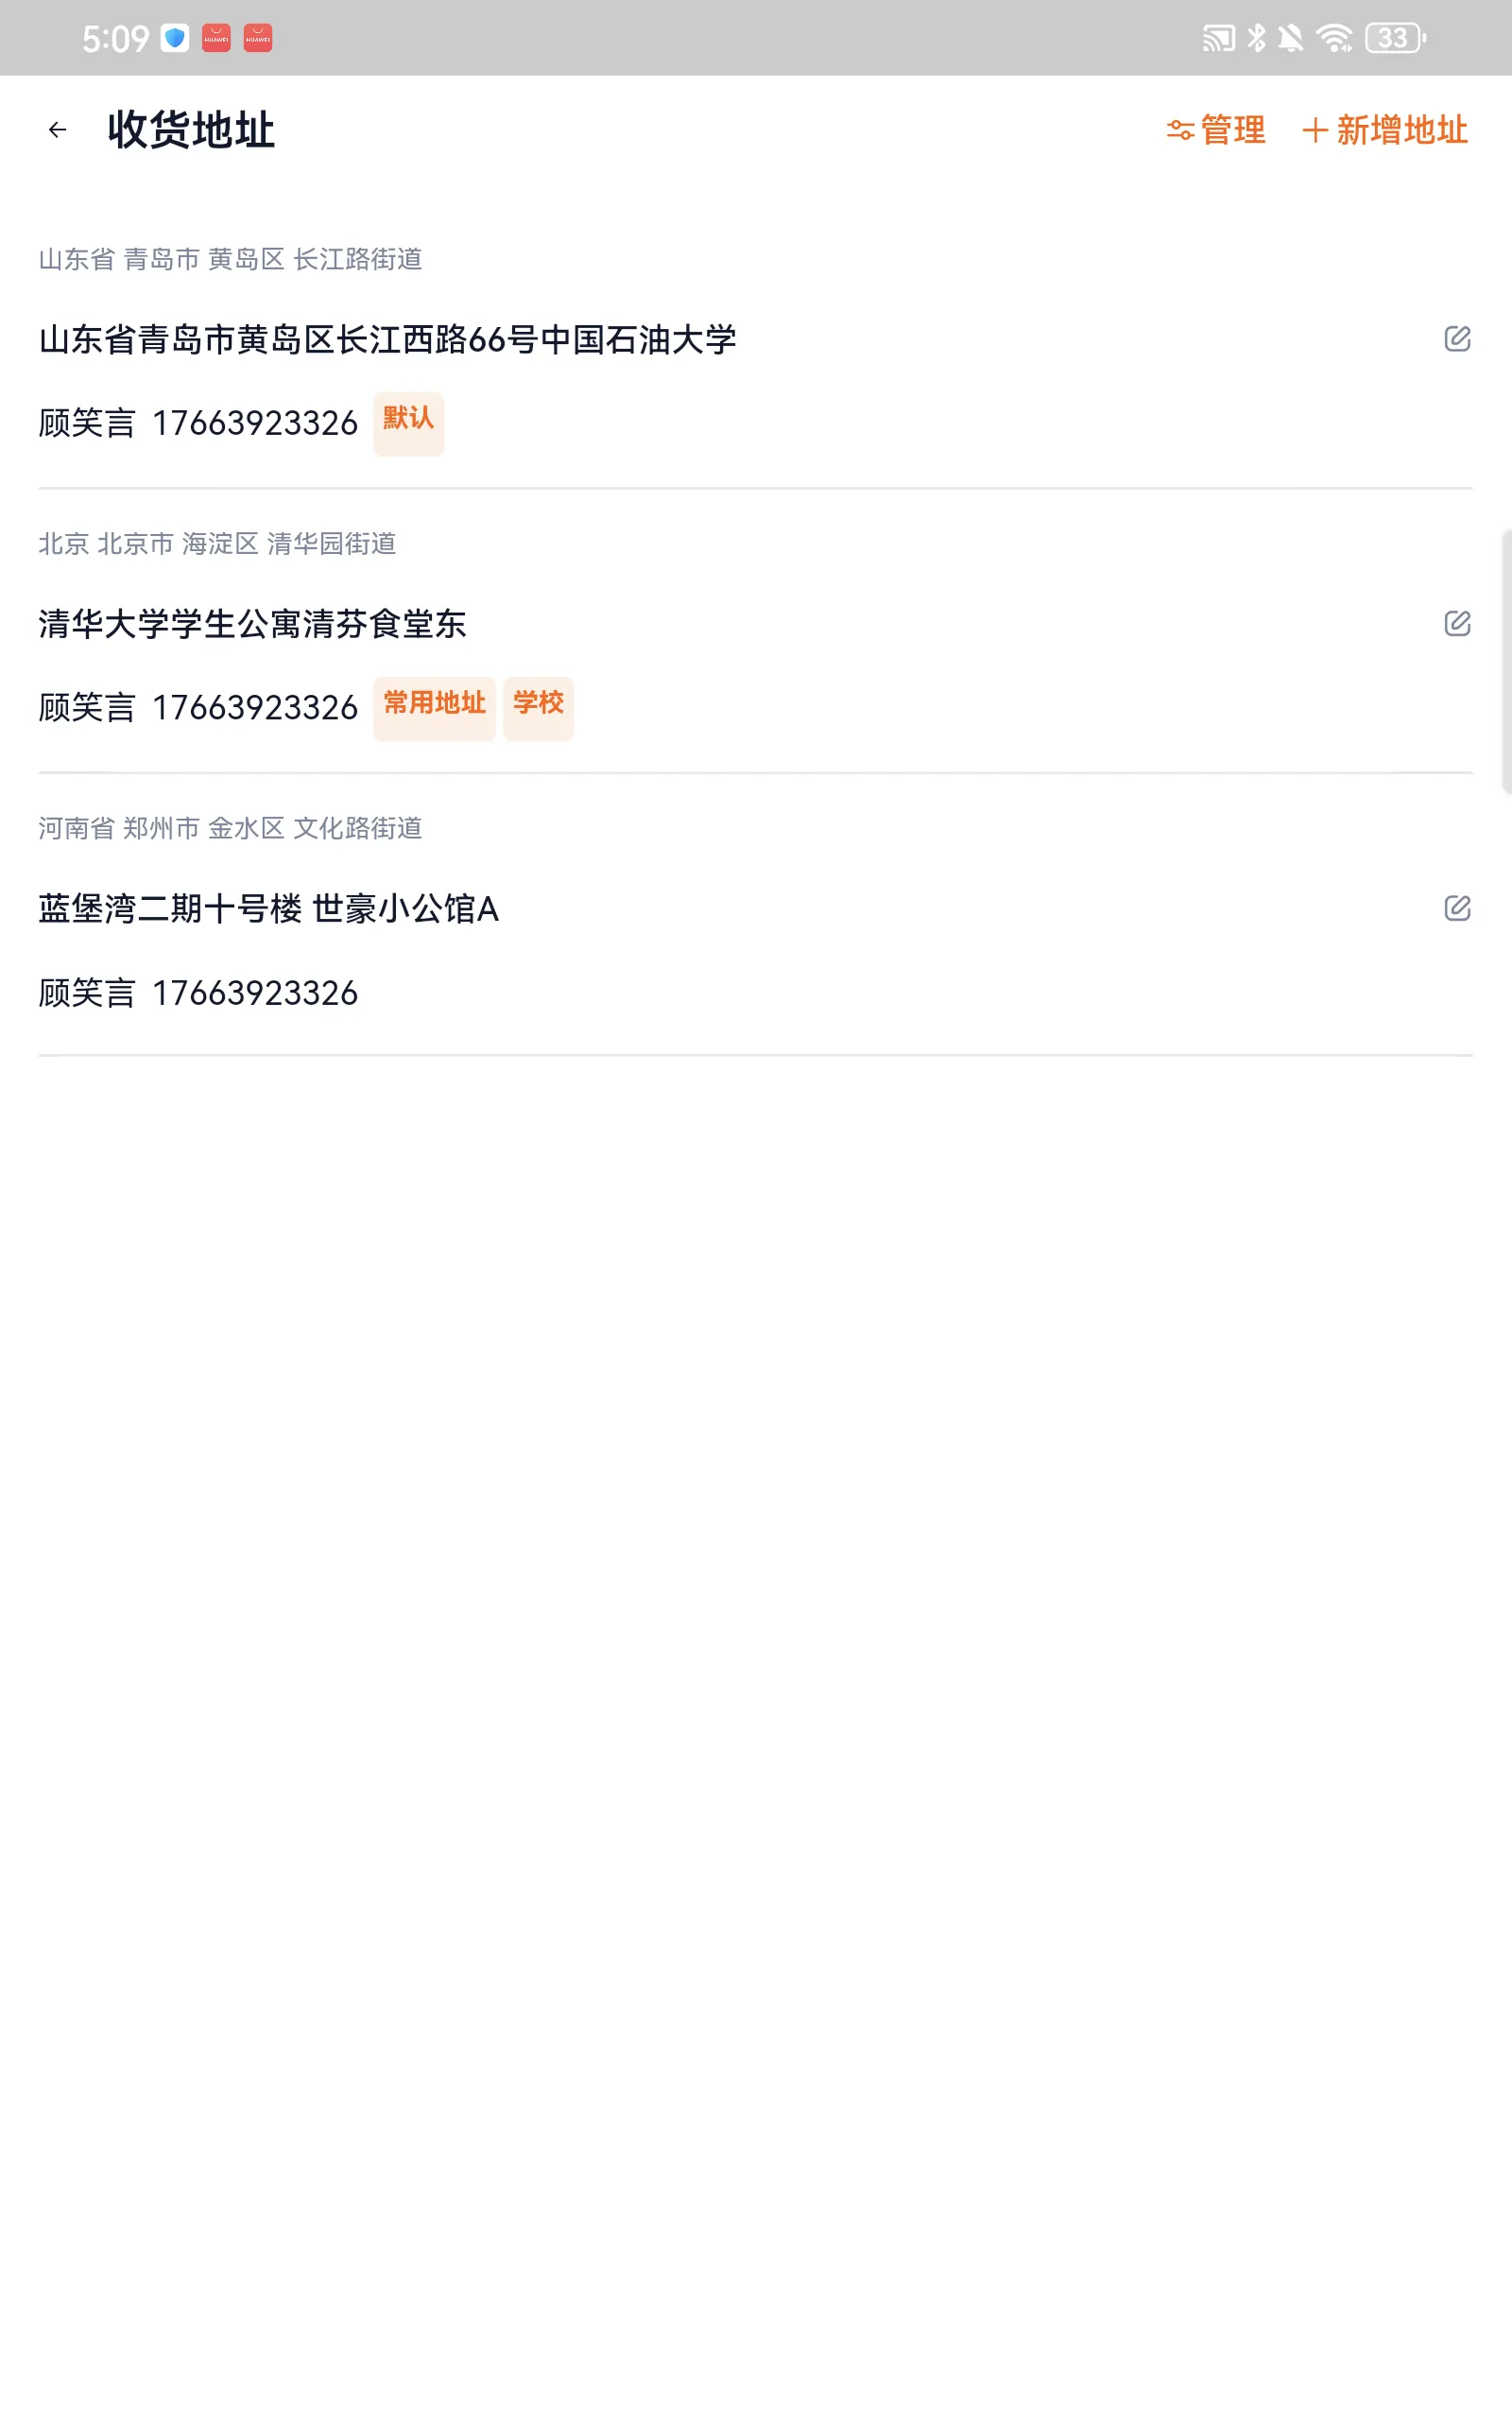 5:09 HUAWEI HUAWEI 33
收货地址 管理 新增地址
山东省 青岛市 黄岛区 长江路街道
山东省青岛市黄岛区长江西路66号中国石油大学
顾笑言 17663923326 默认
北京 北京市 海淀区 清华园街道
清华大学学生公寓清芬食堂东
顾笑言 17663923326 常用地址 学校
河南省 郑州市 金水区 文化路街道
蓝堡湾二期十号楼 世豪小公馆A
顾笑言 17663923326